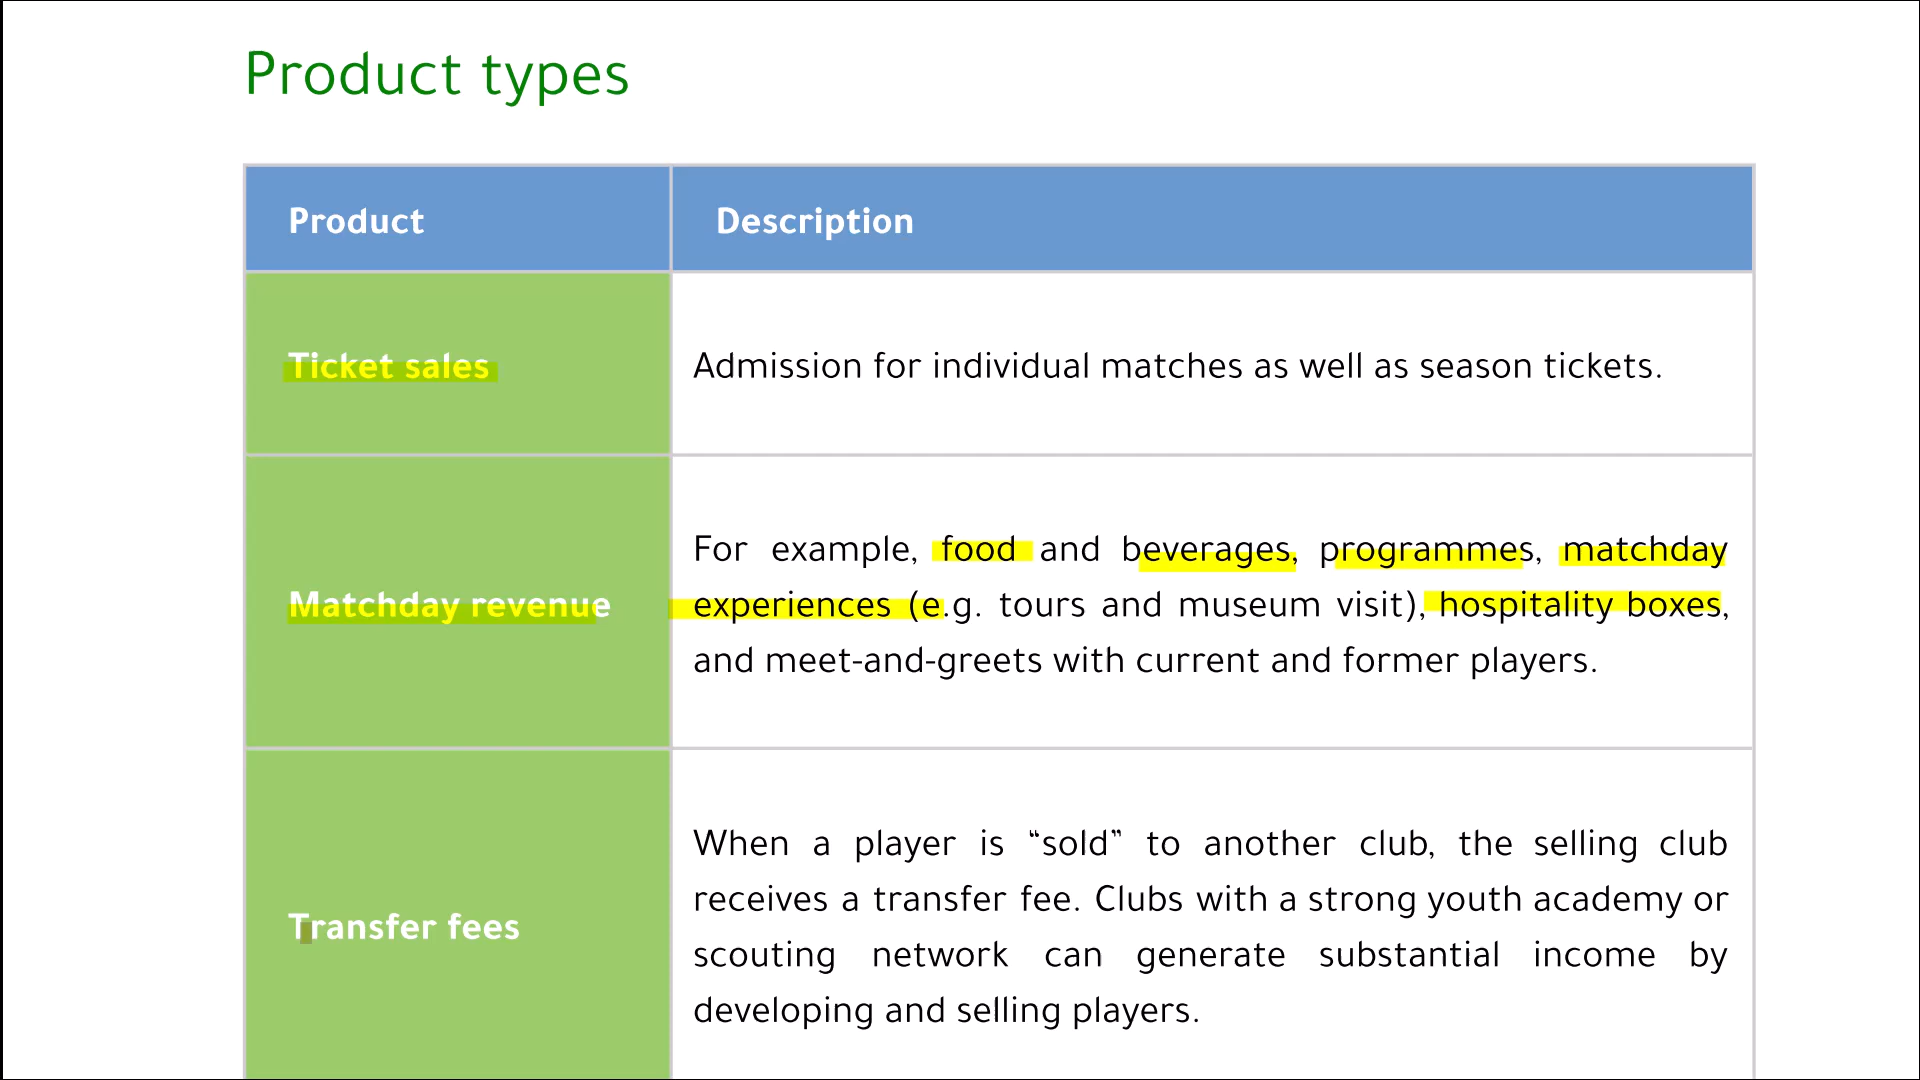 Product types
Product
Description
Ticket sales
Admission for individual matches as well as season tickets.
Matchday revenue
For example, food and beverages, programmes, matchday
experiences (e.g. tours and museum visit), hospitality boxes,
and meet-and-greets with current and former players.
Transfer fees
When a player is “sold” to another club, the selling club
receives a transfer fee. Clubs with a strong youth academy or
scouting network can generate substantial income by
developing and selling players.